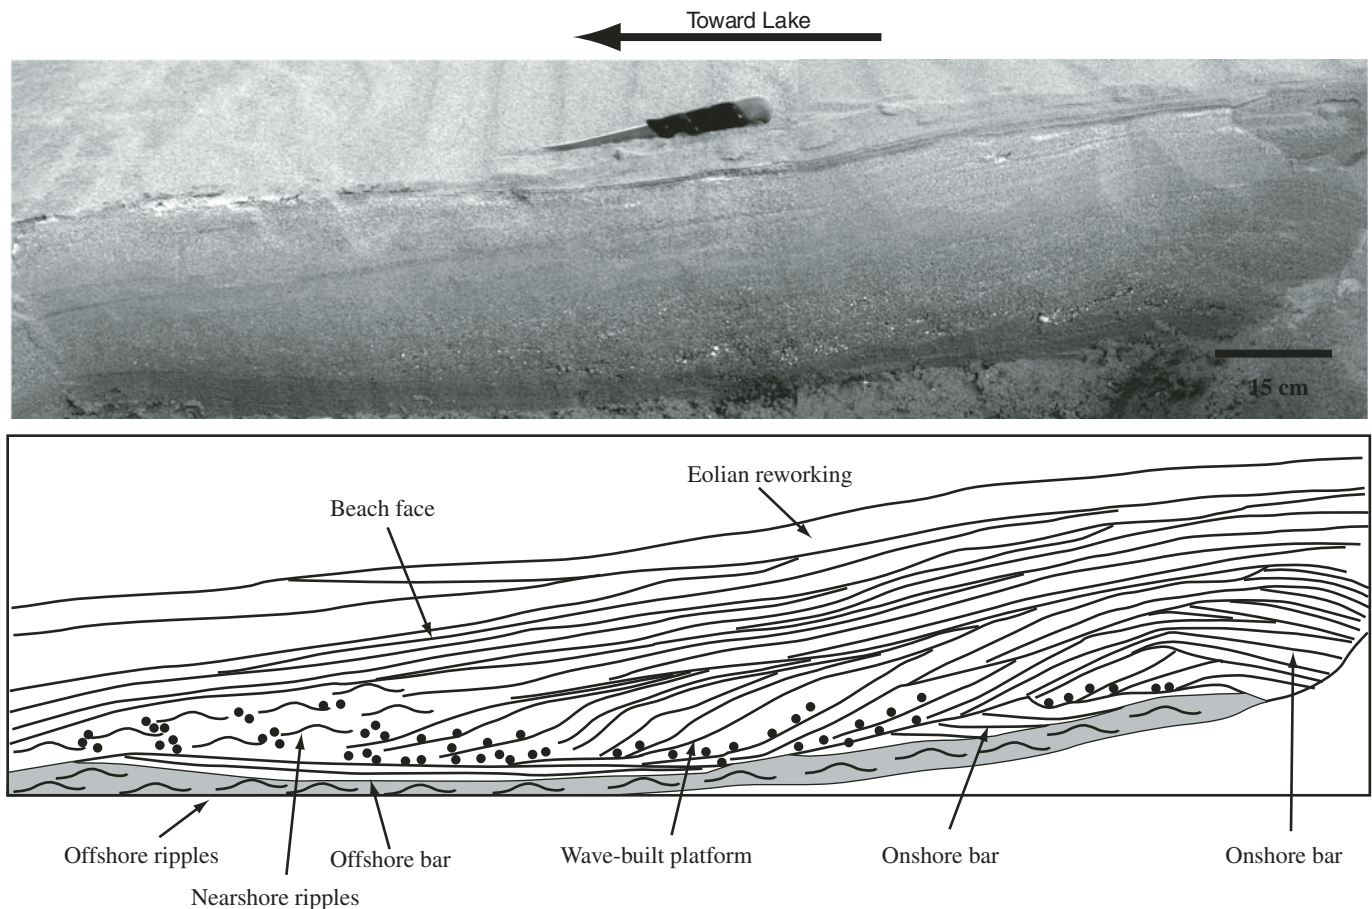 Toward Lake
15 cm
Eolian reworking
Beach face
Offshore ripples
Offshore bar
Wave-built platform
Onshore bar
Onshore bar
Nearshore ripples